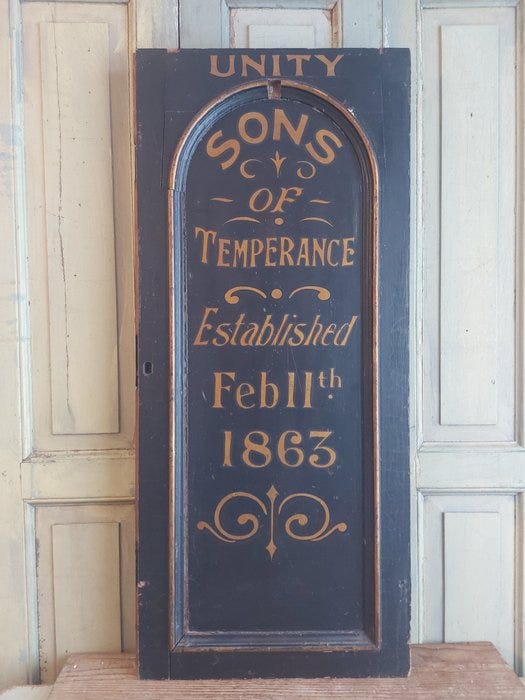 UNITY
SONS
OF
TEMPERANCE
Established
Feb 11th
1863